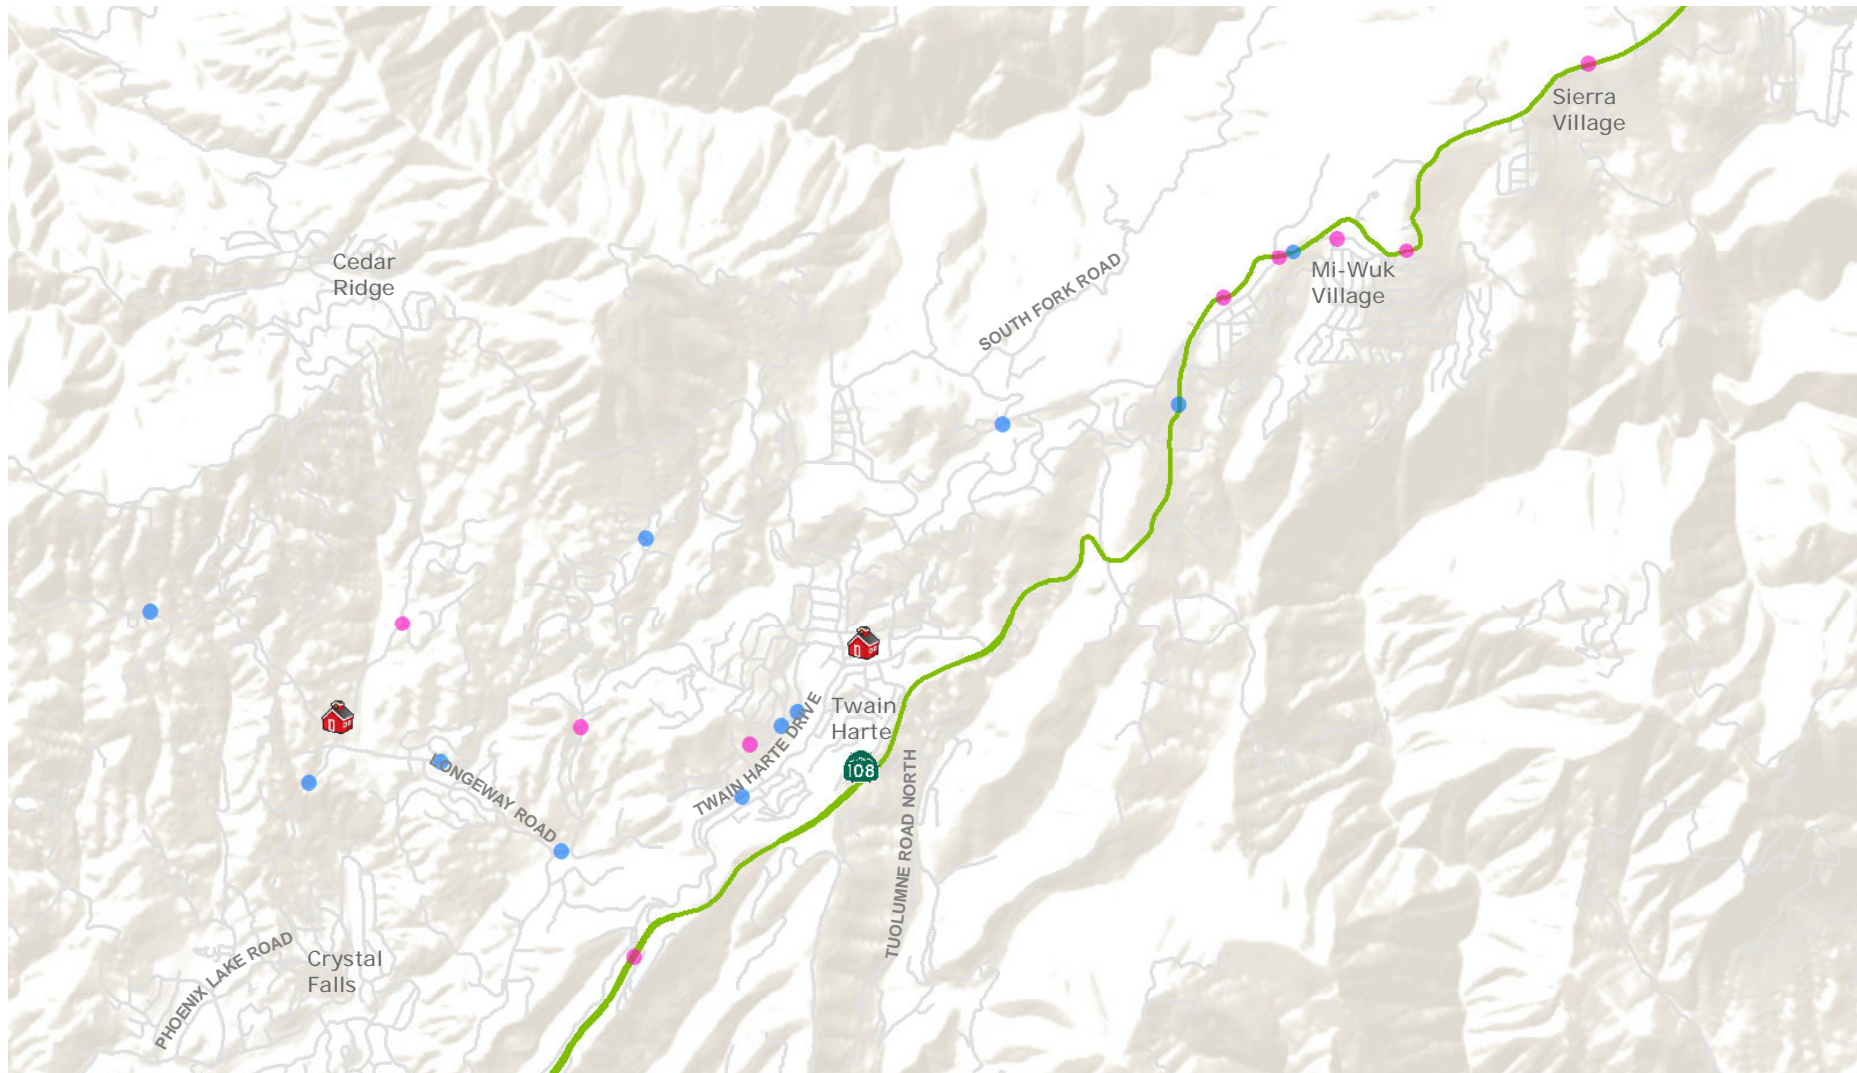 Sierra
Village
Cedar
Ridge
SOUTH FORK ROAD
Mi-Wuk
Village
Twain
Harte
TWAIN HARTE DRIVE
108
LONGEWAY ROAD
TUOLUMNE ROAD NORTH
PHOENIX LAKE ROAD
Crystal
Falls